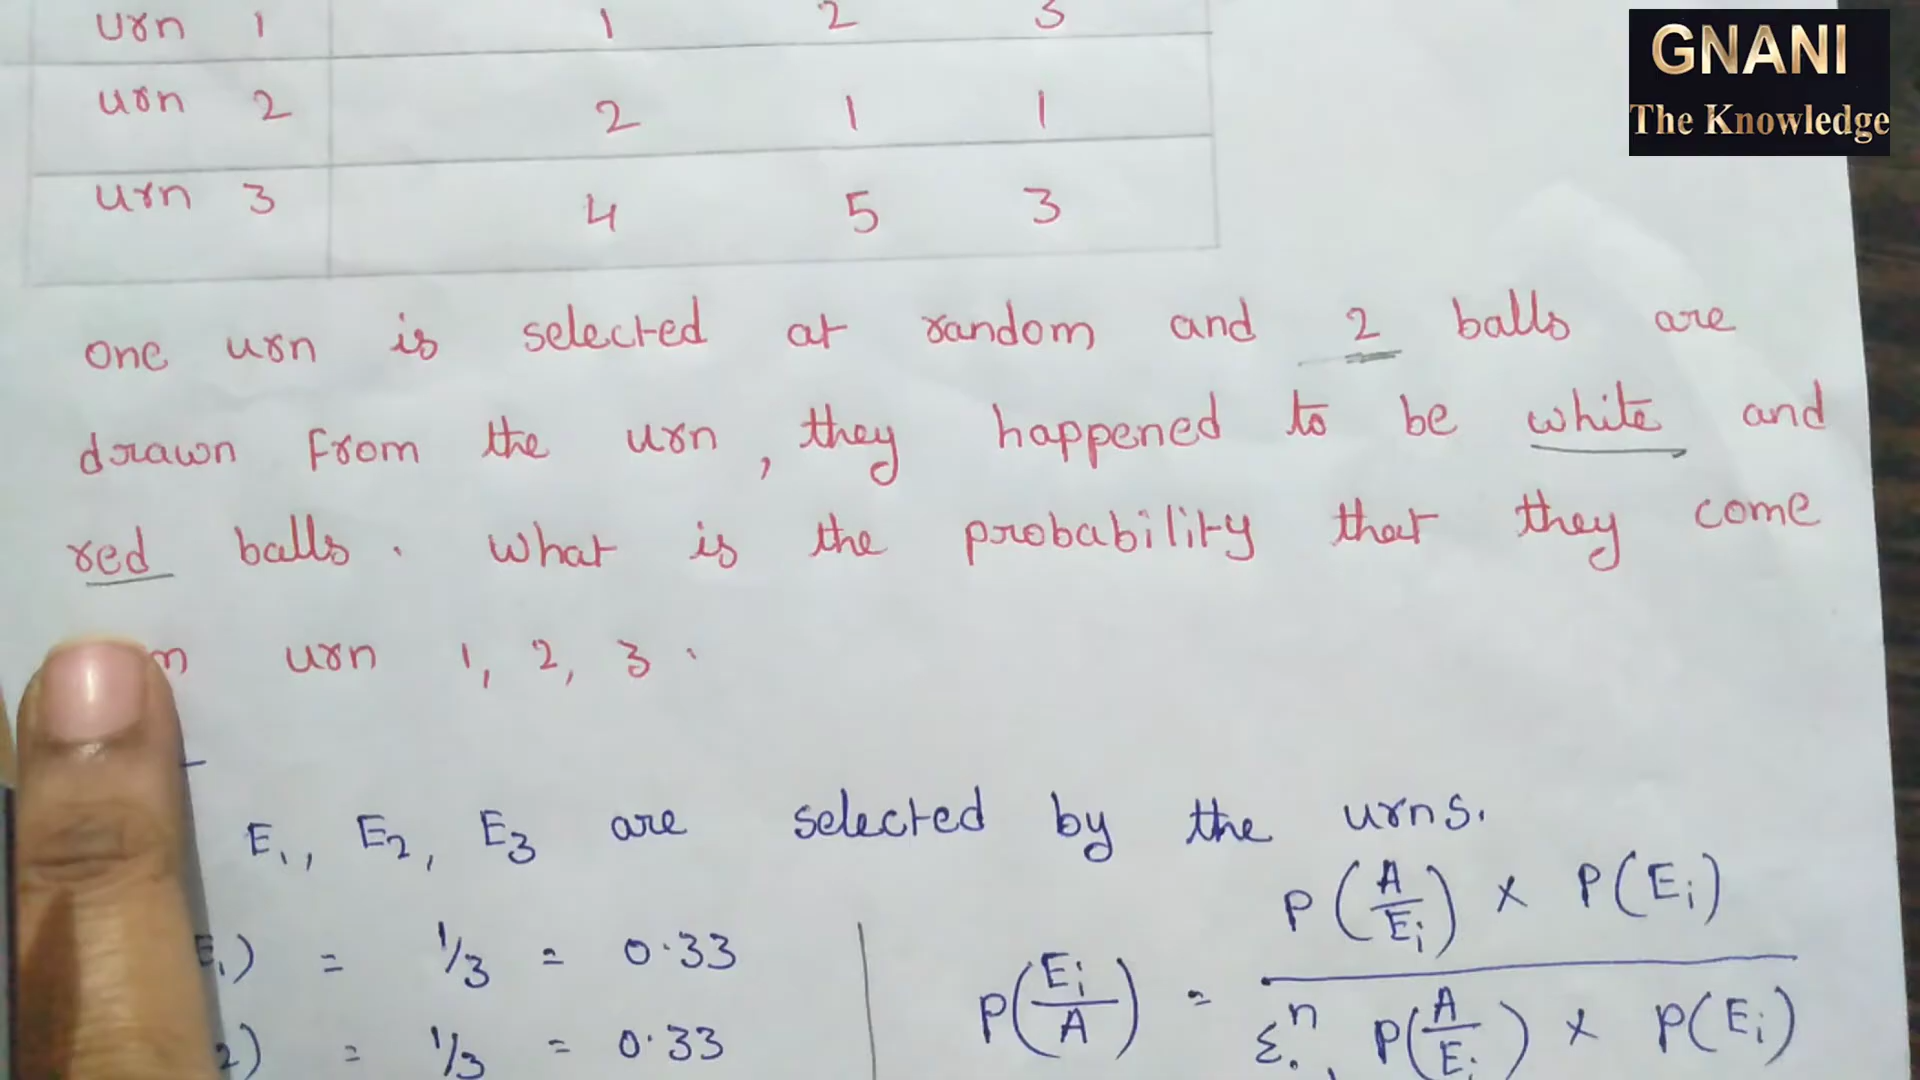 urn 1 1 2 3
urn 2 2 1 1
urn 3 4 5 3
one urn is selected at random and 2 balls are
drawn from the urn, they happened to be white and
red balls. What is the probability that they come
urn 1, 2, 3.
E1, E2, E3 are selected by the urns.
= 1/3 = 0.33
= 1/3 = 0.33
P(Ei/A) = P(A/Ei) × P(Ei)
P(A/Ei) × P(Ei)
GNANI
The Knowledge